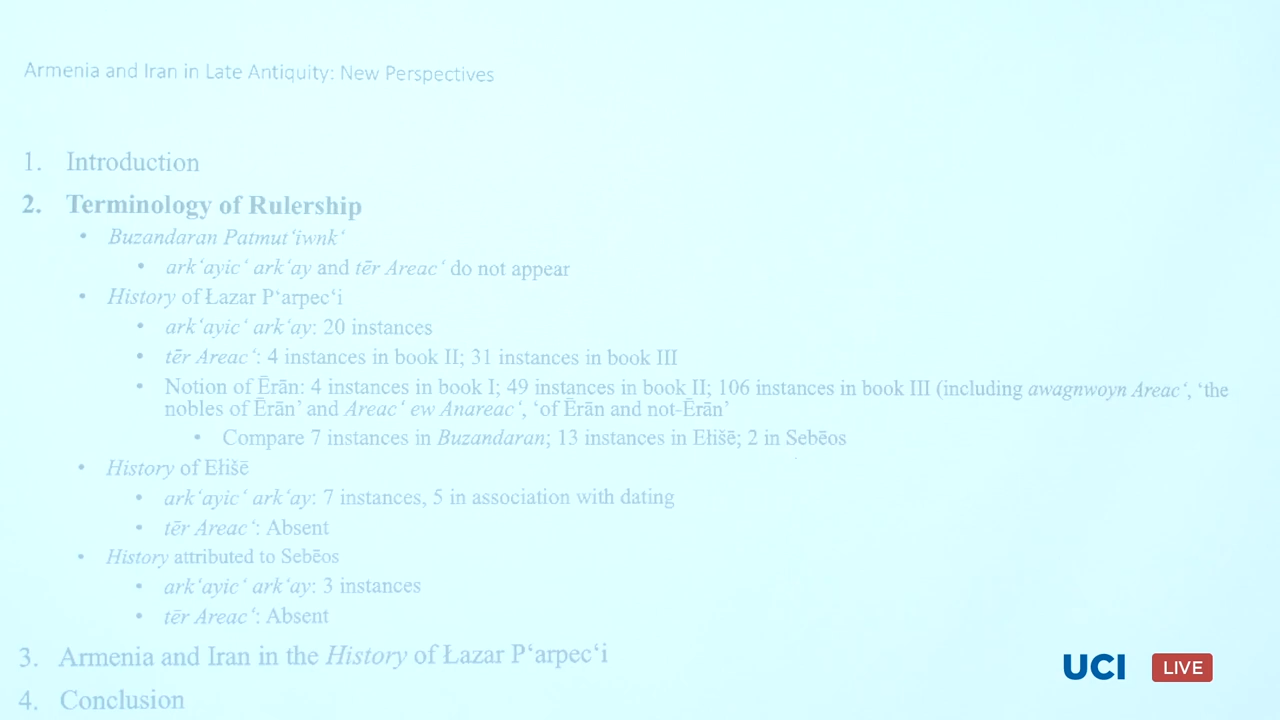 Armenia and Iran in Late Antiquity: New Perspectives
1. Introduction
2. Terminology of Rulership
• Buzandaran Patmut‘iwnk‘
• ark‘ayic‘ ark‘ay and tēr Areac‘ do not appear
• History of Łazar P‘arpec‘i
• ark‘ayic‘ ark‘ay: 20 instances
• tēr Areac‘: 4 instances in book II; 31 instances in book III
• Notion of Ērān: 4 instances in book I; 49 instances in book II; 106 instances in book III (including awagnwoyn Areac‘, ‘the
nobles of Ērān’ and Areac‘ ew Anareac‘, ‘of Ērān and not-Ērān’
• Compare 7 instances in Buzandaran; 13 instances in Ełišē; 2 in Sebēos
• History of Ełišē
• ark‘ayic‘ ark‘ay: 7 instances, 5 in association with dating
• tēr Areac‘: Absent
• History attributed to Sebēos
• ark‘ayic‘ ark‘ay: 3 instances
• tēr Areac‘: Absent
3. Armenia and Iran in the History of Łazar P‘arpec‘i
4. Conclusion
UCI LIVE